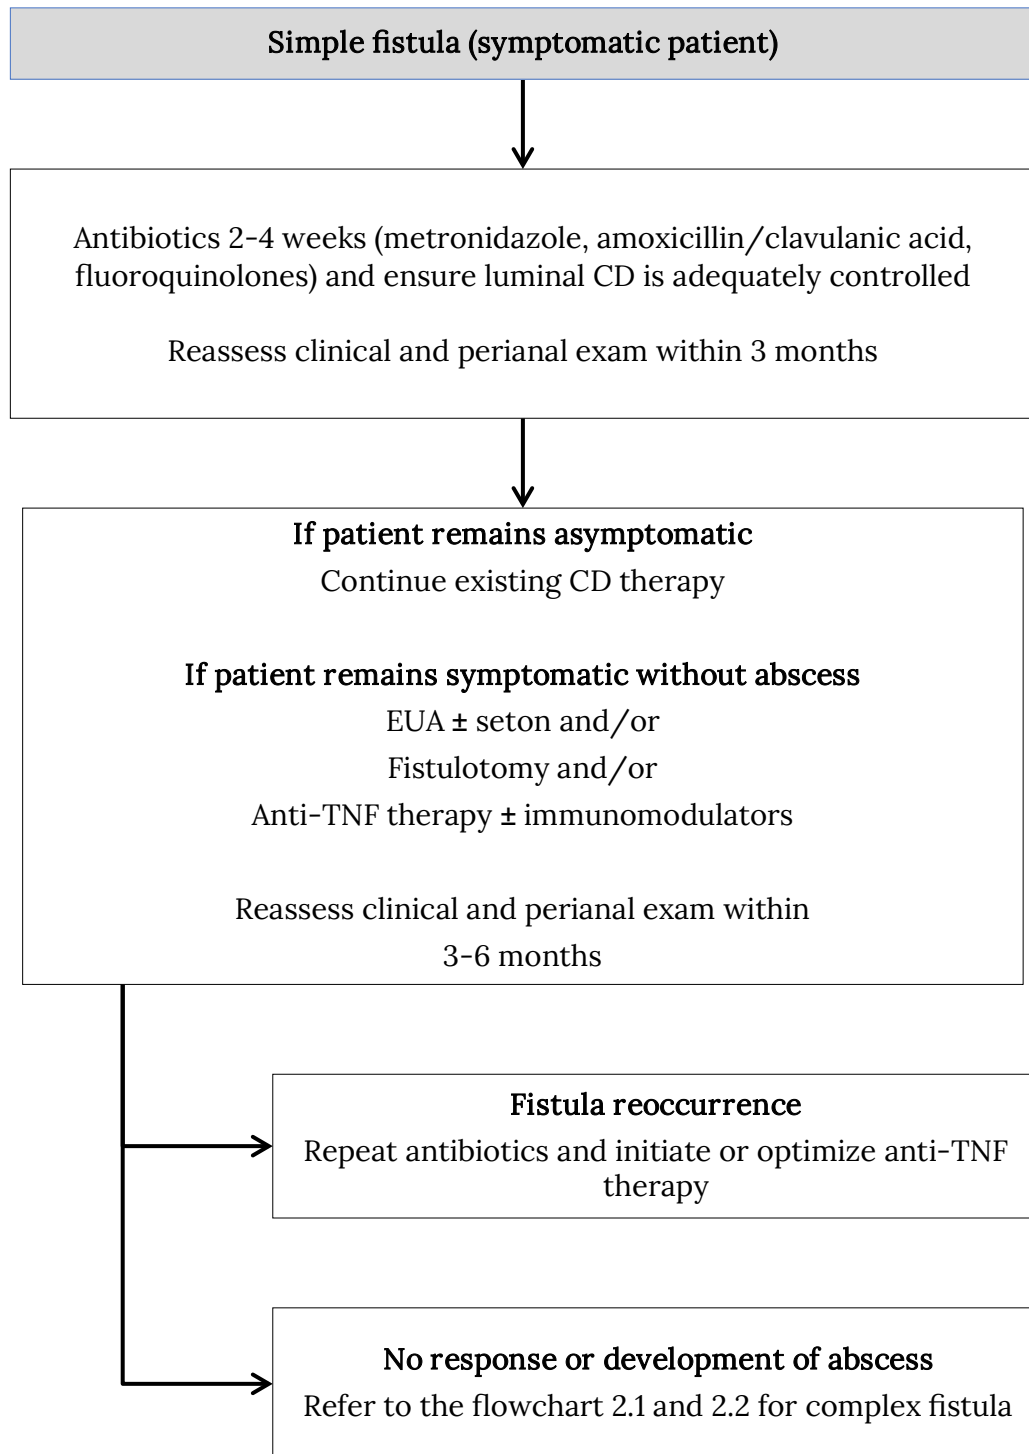 Simple fistula (symptomatic patient)
Antibiotics 2-4 weeks (metronidazole, amoxicillin/clavulanic acid,
fluoroquinolones) and ensure luminal CD is adequately controlled
Reassess clinical and perianal exam within 3 months
If patient remains asymptomatic
Continue existing CD therapy
If patient remains symptomatic without abscess
EUA ± seton and/or
Fistulotomy and/or
Anti-TNF therapy ± immunomodulators
Reassess clinical and perianal exam within
3-6 months
Fistula reoccurrence
Repeat antibiotics and initiate or optimize anti-TNF
therapy
No response or development of abscess
Refer to the flowchart 2.1 and 2.2 for complex fistula